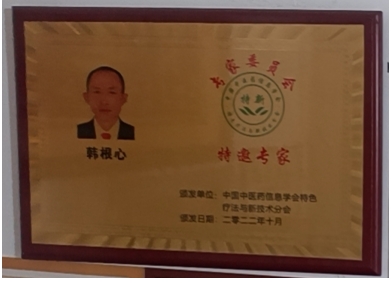 专家委员会
特新
韩根心
特邀专家
颁发单位：中国中医药信息学会特色
疗法与新技术分会
颁发日期：二零二二年十月